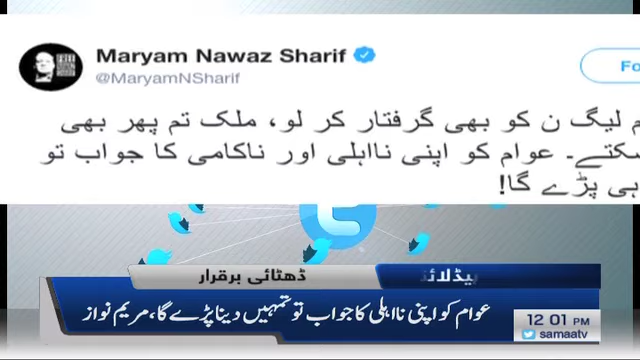 Maryam Nawaz Sharif
@MaryamNSharif
Fo
م لیگ ن کو بھی گرفتار کر لو، ملک تم پھر بھی
سکتے۔ عوام کو اپنی نااہلی اور ناکامی کا جواب تو
ہی پڑے گا!
ڈھٹائی برقرار
عوام کو اپنی نااہلی کا جواب تو تمہیں دینا پڑے گا، مریم نواز
12 01 PM
samaatv